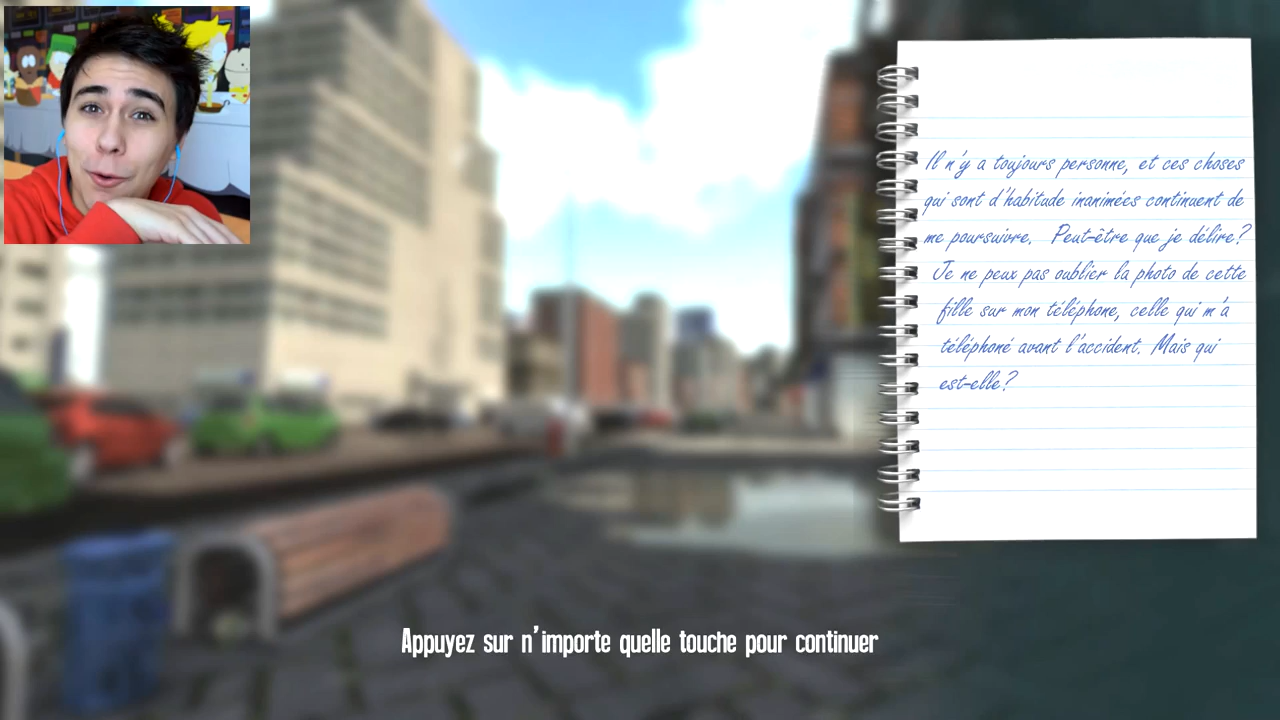 Il n'y a toujours personne, et ces choses
qui sont d'habitude inanimées continuent de
me poursuivre. Peut-être que je délire?
Je ne peux pas oublier la photo de cette
fille sur mon téléphone, celle qui m'a
téléphoné avant l'accident. Mais qui
est-elle?
Appuyez sur n'importe quelle touche pour continuer